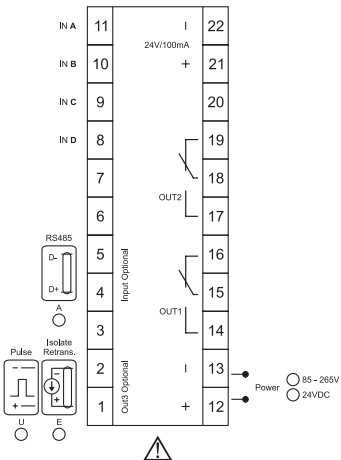 IN A 11 − 22
24V/100mA
IN B 10 + 21
IN C 9 20
IN D 8 19
7 18
OUT2
6 17
RS485
D-
D+
A
5 16
4 15
Input Optional
OUT1
3 14
Pulse
− −
+ −
U
Isolate
Retrans.
−
+
E
2 − 13
1 + 12
Out3 Optional
Power
85 - 265V
24VDC